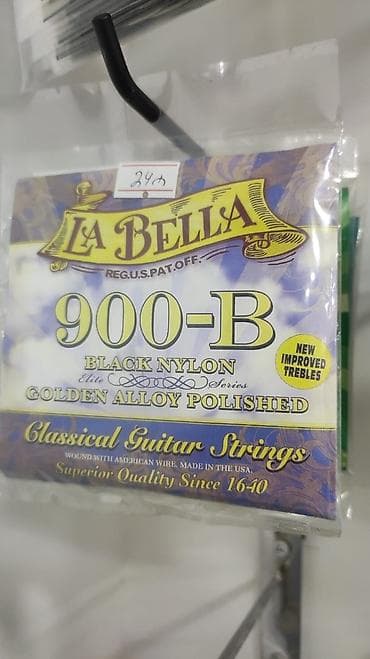 LA BELLA
REG.U.S.PAT.OFF.
900-B
BLACK NYLON
Elite Series
GOLDEN ALLOY POLISHED
NEW
IMPROVED
TREBLES
Classical Guitar Strings
WOUND WITH AMERICAN WIRE. MADE IN THE USA.
Superior Quality Since 1640